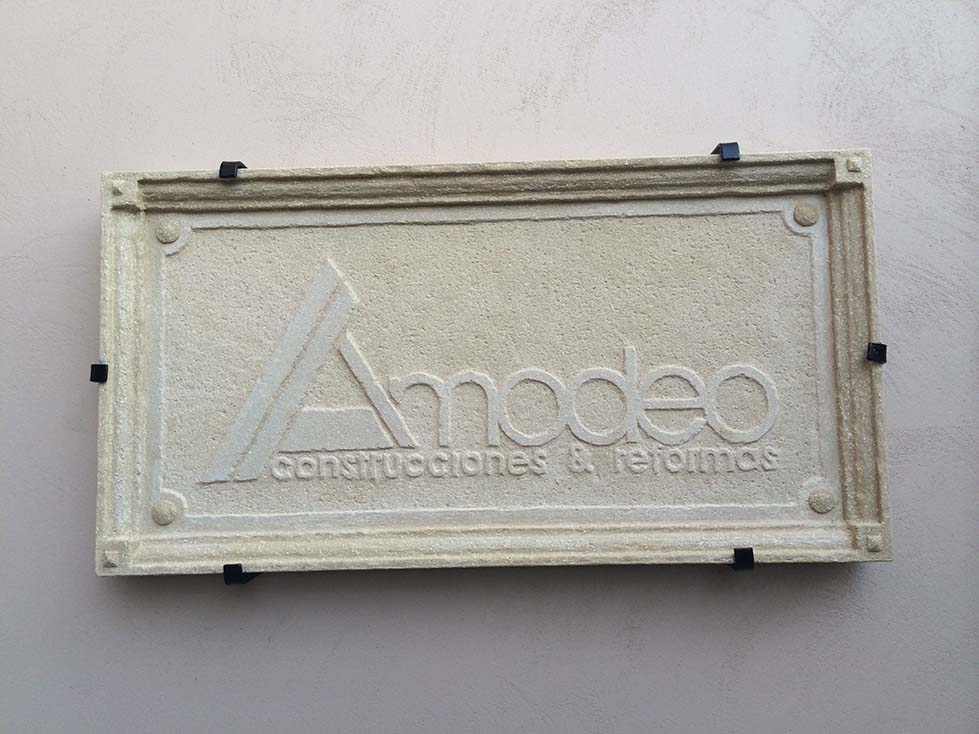 Amodeo
construcciones & reformas